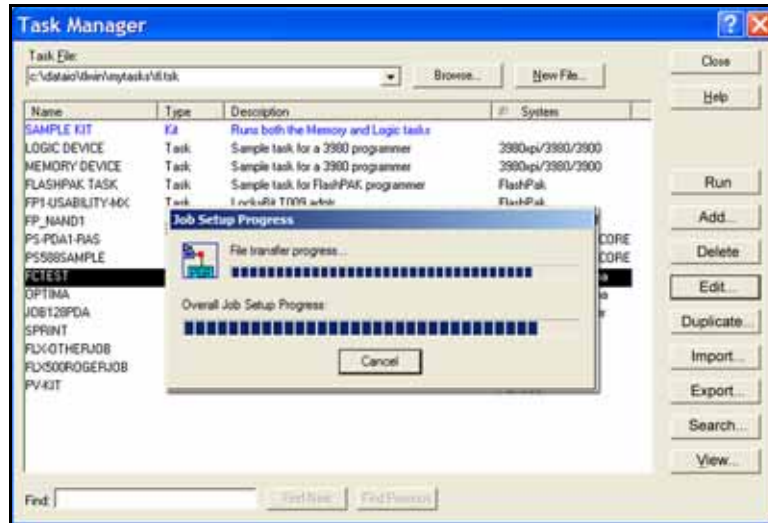 Task Manager
Task File:
c:\dataio\tlwin\mytasks\tl.tsk
Browse...
New File...
Close
Help
Name Type Description System
SAMPLE KIT Kit Runs both the Memory and Logic tasks
LOGIC DEVICE Task Sample task for a 3980 programmer 3980xpi/3980/3900
MEMORY DEVICE Task Sample task for a 3980 programmer 3980xpi/3980/3900
FLASHPAK TASK Task Sample task for FlashPAK programmer FlashPak
FP1-USABILITY-MX Task FlashPak
FP_NAND1
PS-PDA1-RAS CORE
PS588SAMPLE CORE
FCTEST
OPTIMA
JOB128PDA
SPRINT
FLX-OTHERJOB
FLX500ROGERJOB
PV-KIT
Job Setup Progress
File transfer progress...
Overall Job Setup Progress:
Cancel
Run
Add...
Delete
Edit...
Duplicate...
Import...
Export...
Search...
View...
Find:
Find Next
Find Previous